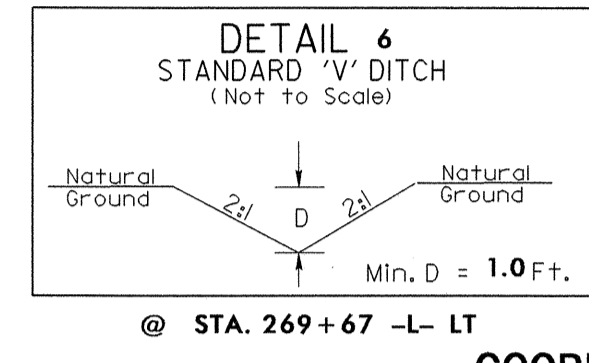 DETAIL 6
STANDARD 'V' DITCH
(Not to Scale)
Natural
Ground
2:1
D
2:1
Natural
Ground
Min. D = 1.0 Ft.
@ STA. 269+67 -L- LT